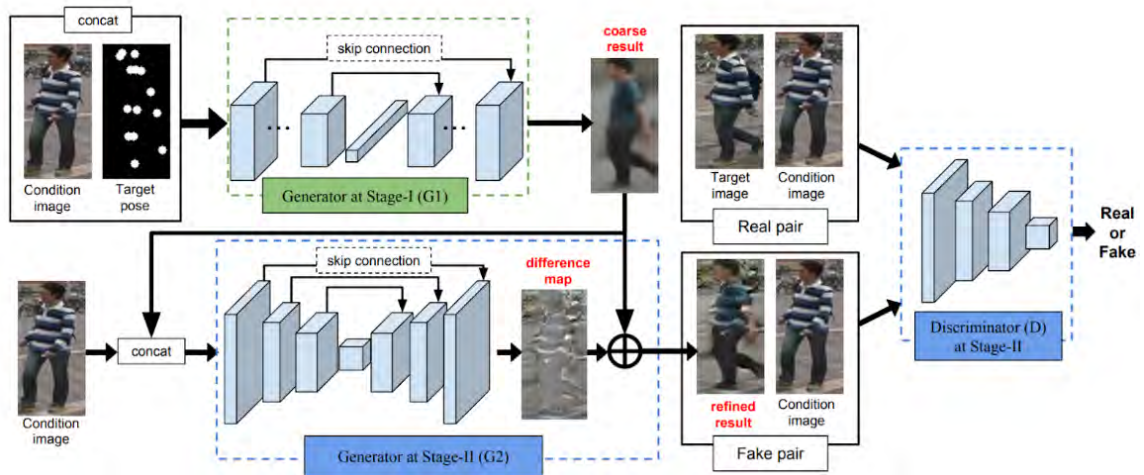 concat
Condition
image
Target
pose
skip connection
Generator at Stage-I (G1)
coarse
result
Target
image
Condition
image
Real pair
Condition
image
concat
skip connection
Generator at Stage-II (G2)
difference
map
refined
result
Condition
image
Fake pair
Discriminator (D)
at Stage-II
Real
or
Fake